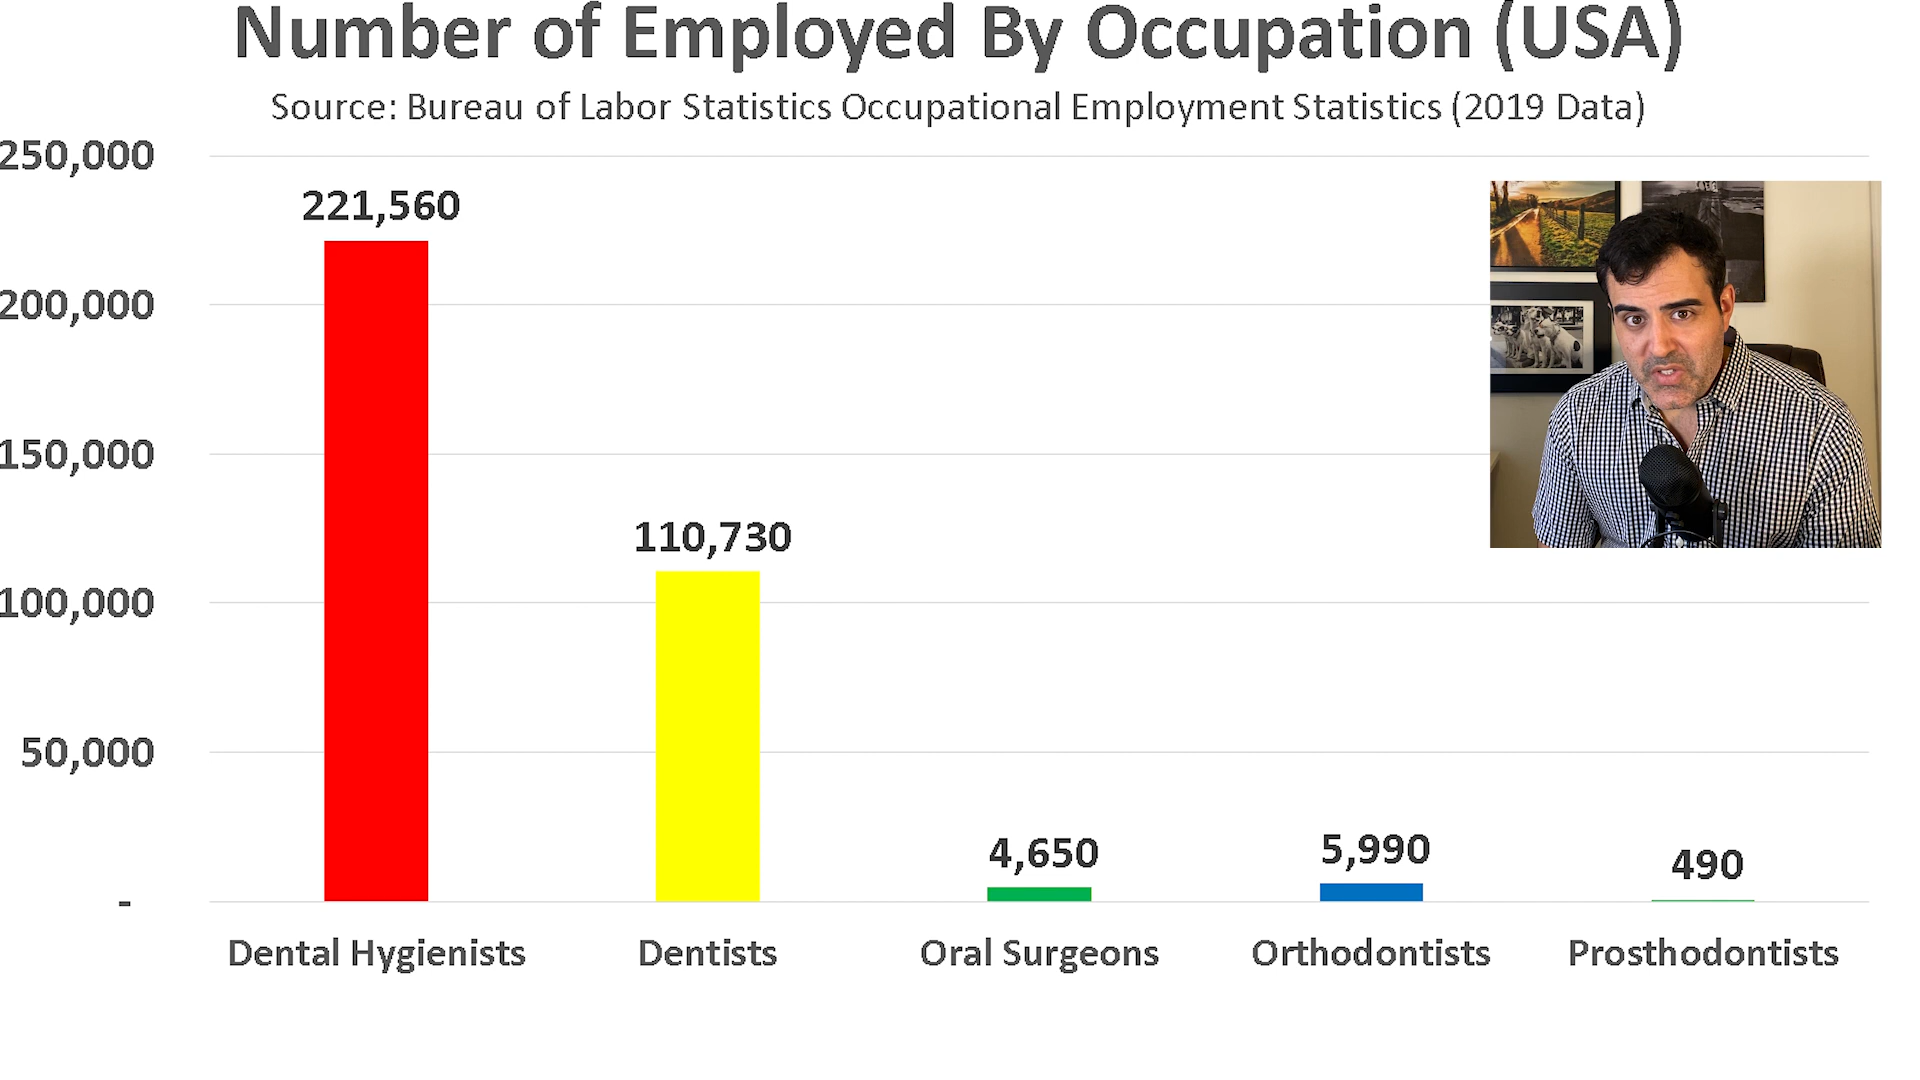 Number of Employed By Occupation (USA)
Source: Bureau of Labor Statistics Occupational Employment Statistics (2019 Data)
250,000
221,560
200,000
150,000
110,730
100,000
50,000
4,650
5,990
490
-
Dental Hygienists
Dentists
Oral Surgeons
Orthodontists
Prosthodontists